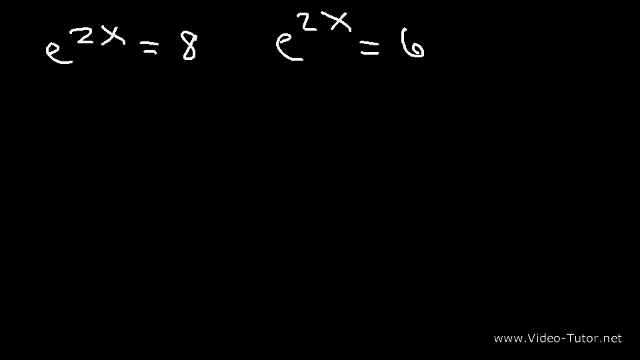 e^{2x} = 8 e^{2x} = 6
www.Video-Tutor.net